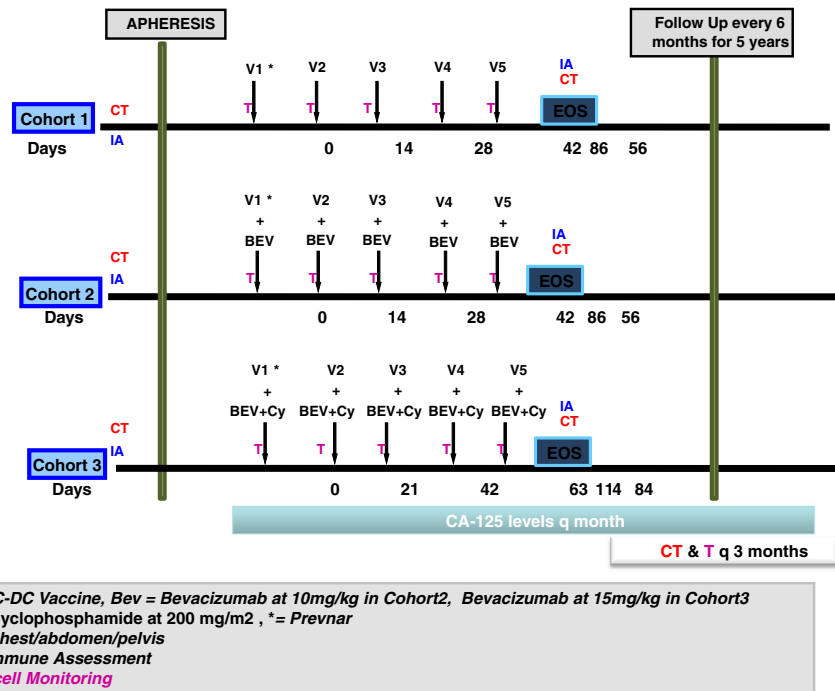 APHERESIS
Follow Up every 6
months for 5 years
V1 * V2 V3 V4 V5
IA
CT
T T T T T
EOS
CT
Cohort 1
IA
Days 0 14 28 42 86 56
V1 * V2 V3 V4 V5
+ + + + +
BEV BEV BEV BEV BEV
IA
CT
T T T T T
EOS
CT
IA
Cohort 2
Days 0 14 28 42 86 56
V1 * V2 V3 V4 V5
+ + + + +
BEV+Cy BEV+Cy BEV+Cy BEV+Cy BEV+Cy
IA
CT
T T T T T
EOS
CT
IA
Cohort 3
Days 0 21 42 63 114 84
CA-125 levels q month
CT & T q 3 months
C-DC Vaccine, Bev = Bevacizumab at 10mg/kg in Cohort2, Bevacizumab at 15mg/kg in Cohort3
yclophosphamide at 200 mg/m2 , *= Prevnar
hest/abdomen/pelvis
mmune Assessment
cell Monitoring